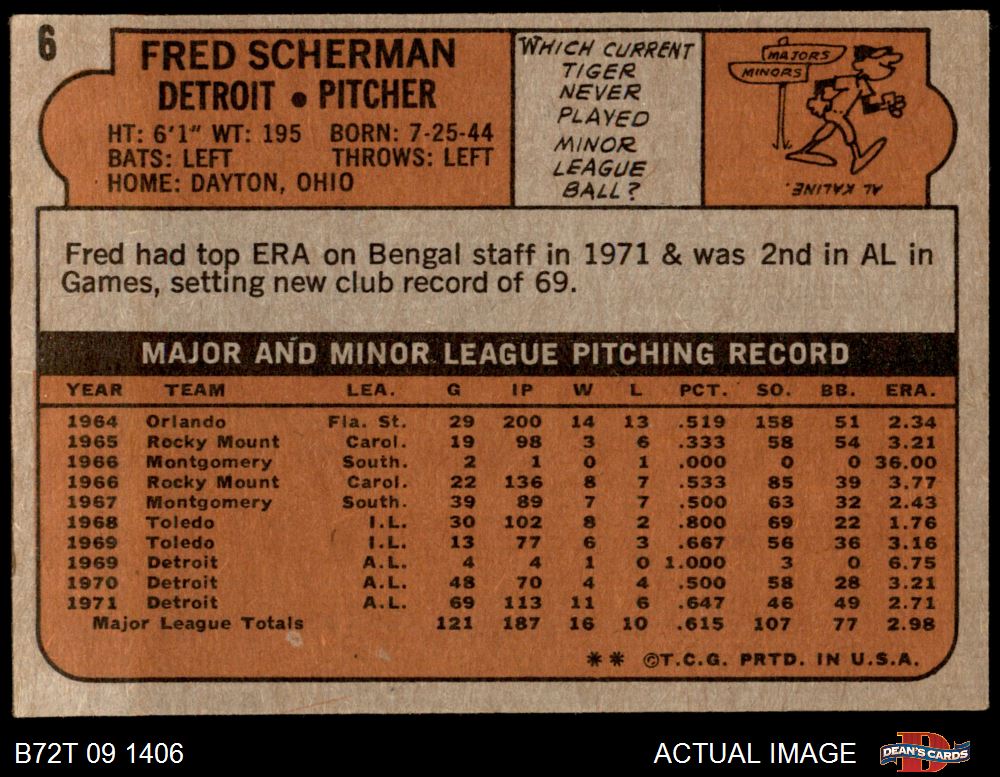 6
FRED SCHERMAN
DETROIT • PITCHER
HT: 6'1" WT: 195 BORN: 7-25-44
BATS: LEFT THROWS: LEFT
HOME: DAYTON, OHIO
WHICH CURRENT
TIGER
NEVER
PLAYED
MINOR
LEAGUE
BALL?
MAJORS
MINORS
AL KALINE.
Fred had top ERA on Bengal staff in 1971 & was 2nd in AL in
Games, setting new club record of 69.
MAJOR AND MINOR LEAGUE PITCHING RECORD
YEAR TEAM LEA. G IP W L PCT. SO. BB. ERA.
1964 Orlando Fla. St. 29 200 14 13 .519 158 51 2.34
1965 Rocky Mount Carol. 19 98 3 6 .333 58 54 3.21
1966 Montgomery South. 2 1 0 1 .000 0 0 36.00
1966 Rocky Mount Carol. 22 136 8 7 .533 85 39 3.77
1967 Montgomery South. 39 89 7 7 .500 63 32 2.43
1968 Toledo I.L. 30 102 8 2 .800 69 22 1.76
1969 Toledo I.L. 13 77 6 3 .667 56 36 3.16
1969 Detroit A.L. 4 4 1 0 1.000 3 0 6.75
1970 Detroit A.L. 48 70 4 4 .500 58 28 3.21
1971 Detroit A.L. 69 113 11 6 .647 46 49 2.71
Major League Totals 121 187 16 10 .615 107 77 2.98
** ©T.C.G. PRTD. IN U.S.A.
B72T 09 1406
ACTUAL IMAGE
DEAN'S CARDS